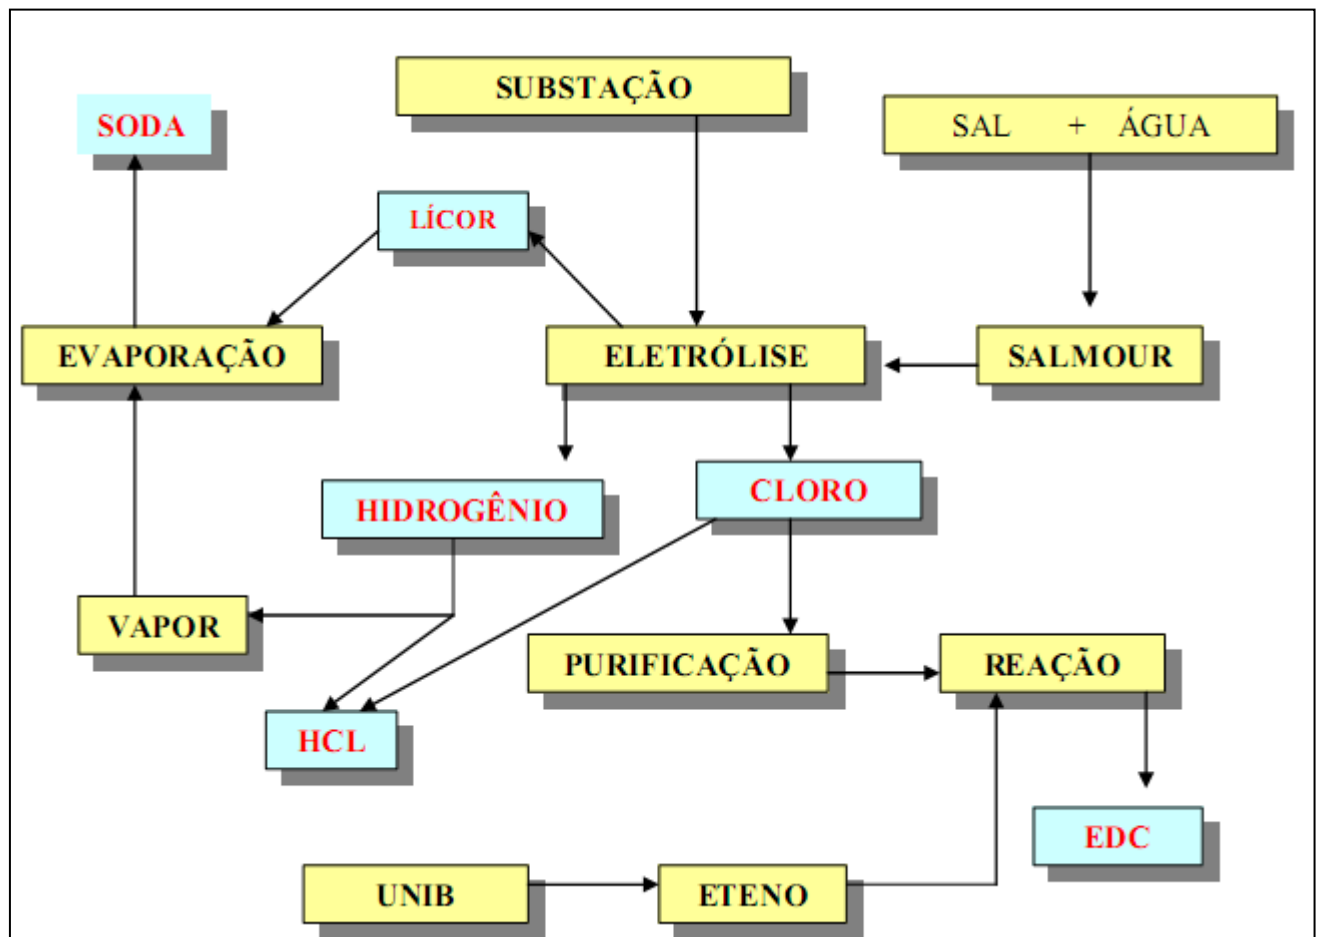 SUBSTAÇÃO
SODA
SAL + ÁGUA
LÍCOR
EVAPORAÇÃO
ELETRÓLISE
SALMOUR
HIDROGÊNIO
CLORO
VAPOR
PURIFICAÇÃO
REAÇÃO
HCL
EDC
UNIB
ETENO